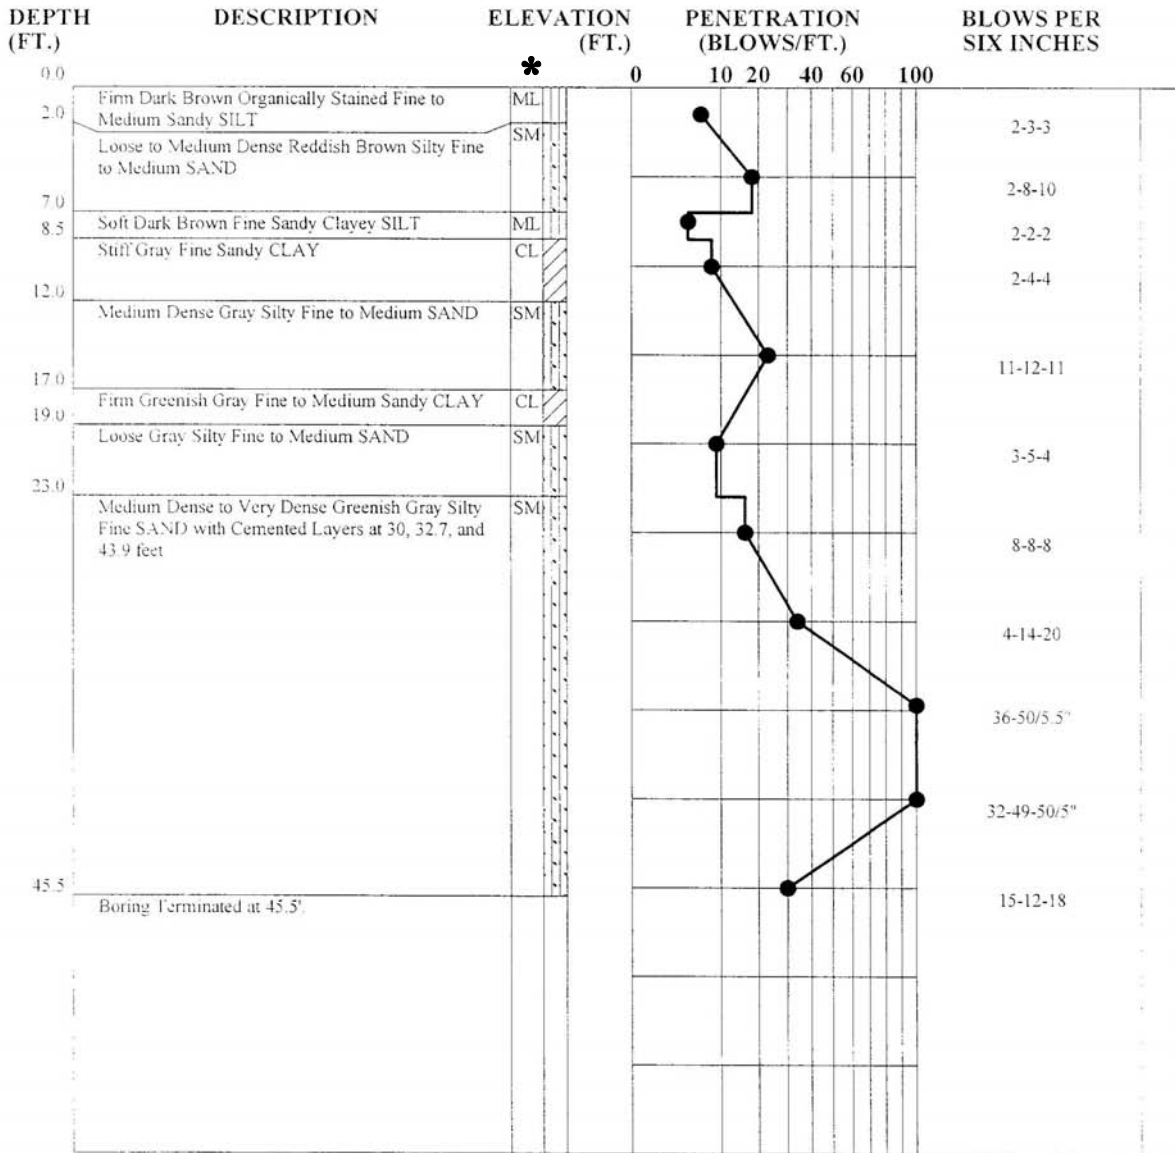 DEPTH DESCRIPTION ELEVATION PENETRATION BLOWS PER
(FT.) (FT.) (BLOWS/FT.) SIX INCHES
*
0.0 0 10 20 40 60 100
Firm Dark Brown Organically Stained Fine to ML
2.0 Medium Sandy SILT
2-3-3
SM
Loose to Medium Dense Reddish Brown Silty Fine
to Medium SAND
2-8-10
7.0
Soft Dark Brown Fine Sandy Clayey SILT ML
8.5
2-2-2
Stiff Gray Fine Sandy CLAY CL
2-4-4
12.0
Medium Dense Gray Silty Fine to Medium SAND SM
11-12-11
17.0
Firm Greenish Gray Fine to Medium Sandy CLAY CL
19.0
Loose Gray Silty Fine to Medium SAND SM
3-5-4
23.0
Medium Dense to Very Dense Greenish Gray Silty SM
Fine SAND with Cemented Layers at 30, 32.7, and
43.9 feet
8-8-8
4-14-20
36-50/5.5"
32-49-50/5"
45.5
15-12-18
Boring Terminated at 45.5'.